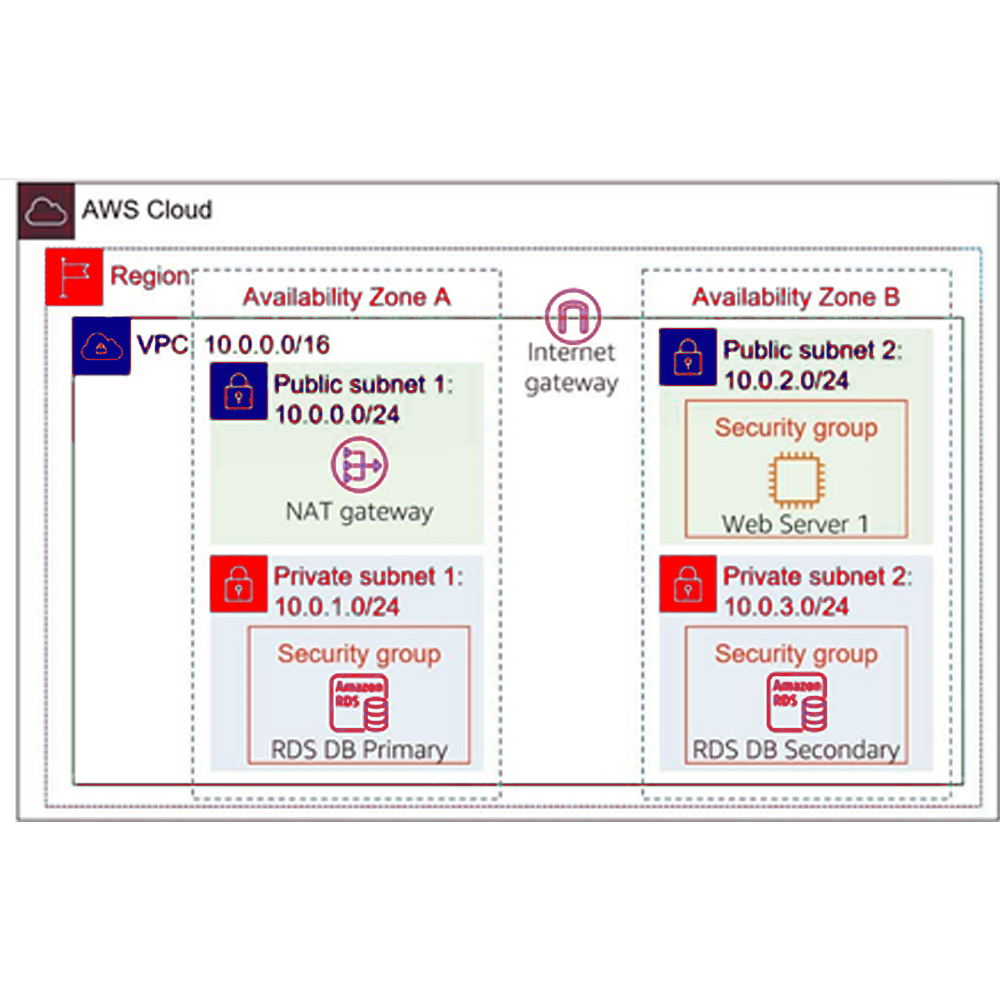 AWS Cloud
Region
Availability Zone A
Availability Zone B
VPC 10.0.0.0/16
Internet
gateway
Public subnet 1:
10.0.0.0/24
NAT gateway
Public subnet 2:
10.0.2.0/24
Security group
Web Server 1
Private subnet 1:
10.0.1.0/24
Security group
Amazon
RDS
RDS DB Primary
Private subnet 2:
10.0.3.0/24
Security group
Amazon
RDS
RDS DB Secondary